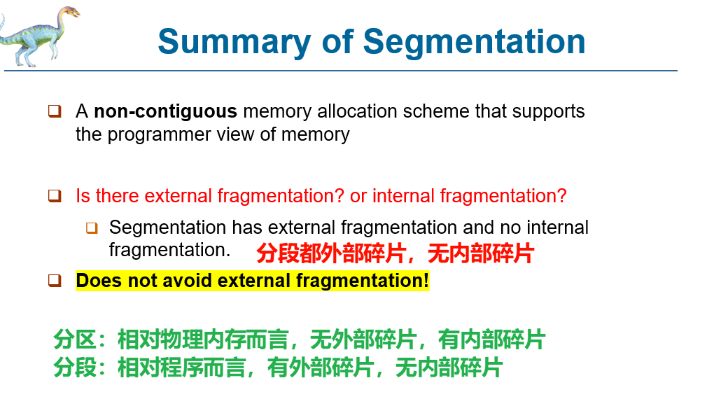 Summary of Segmentation
A non-contiguous memory allocation scheme that supports
the programmer view of memory
Is there external fragmentation? or internal fragmentation?
Segmentation has external fragmentation and no internal
fragmentation. 分段都外部碎片，无内部碎片
Does not avoid external fragmentation!
分区：相对物理内存而言，无外部碎片，有内部碎片
分段：相对程序而言，有外部碎片，无内部碎片